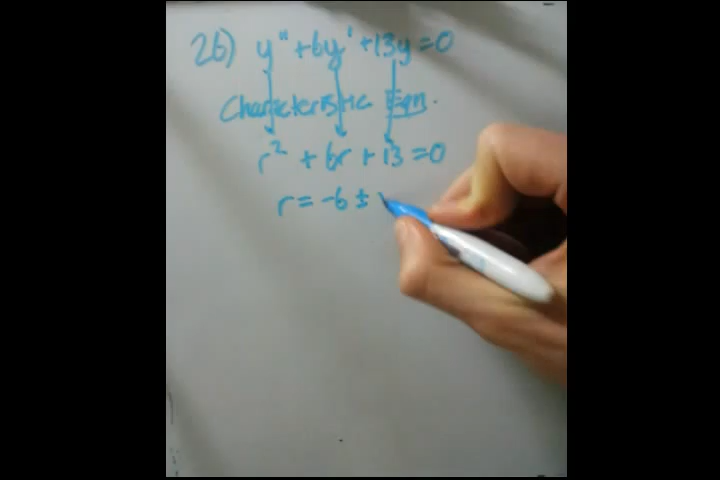 26) y" + 6y' + 13y = 0
Characteristic Eqn.
r² + 6r + 13 = 0
r = -6 ±